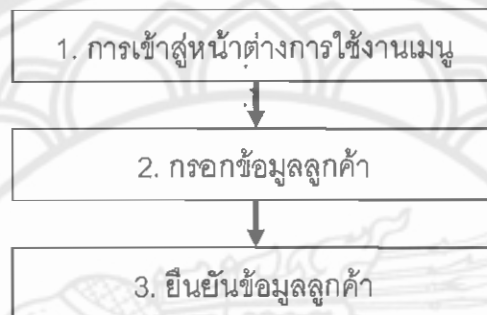 1. การเข้าสู่หน้าต่างการใช้งานเมนู
2. กรอกข้อมูลลูกค้า
3. ยืนยันข้อมูลลูกค้า